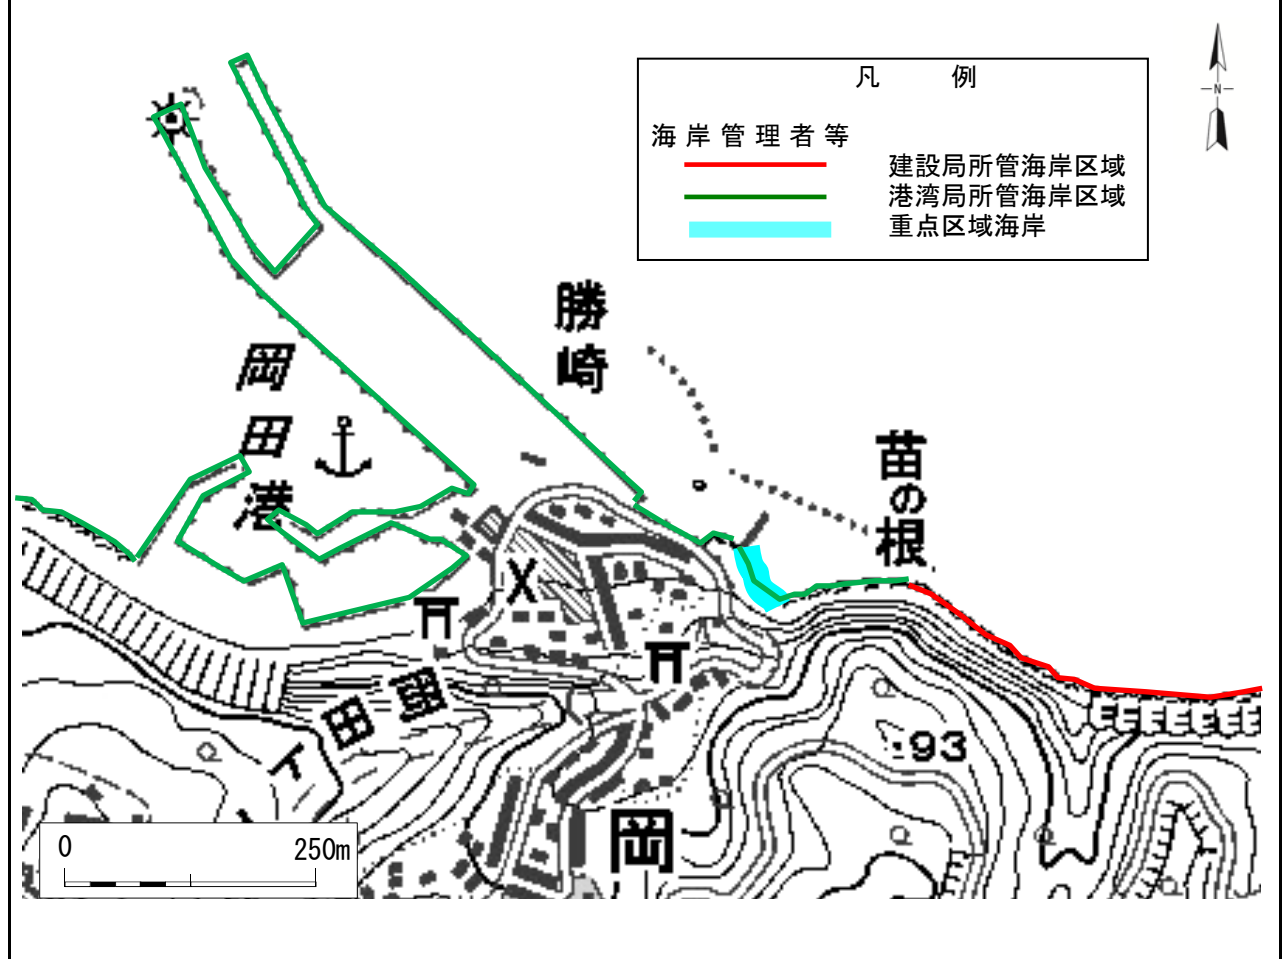 凡 例
海岸管理者等
建設局所管海岸区域
港湾局所管海岸区域
重点区域海岸
N
勝崎
岡田港
苗の根
X
下田里
・93
岡
0 250m